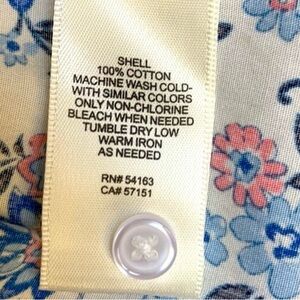 SHELL
100% COTTON
MACHINE WASH COLD-
WITH SIMILAR COLORS
ONLY NON-CHLORINE
BLEACH WHEN NEEDED
TUMBLE DRY LOW
WARM IRON
AS NEEDED
RN# 54163
CA# 57151